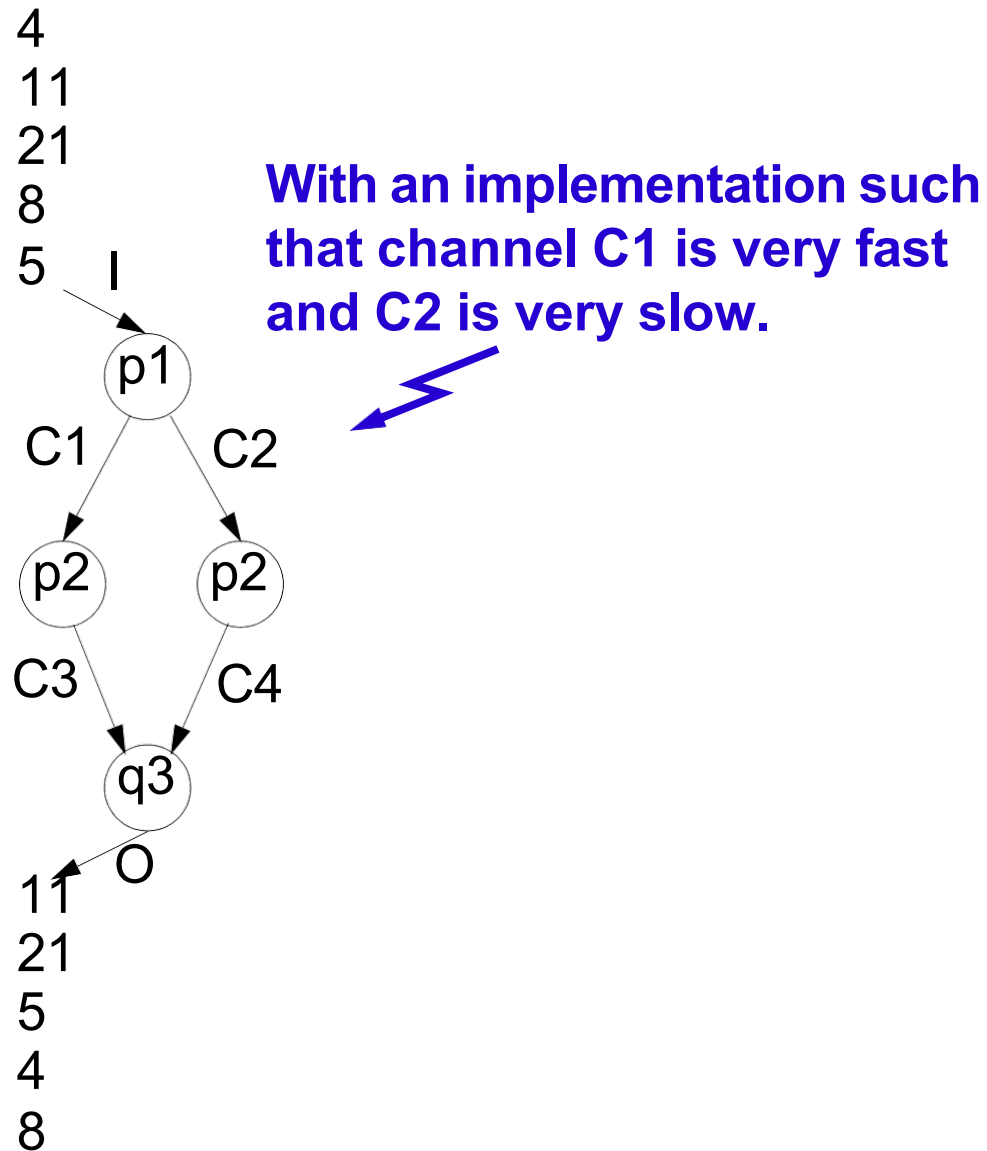 4
11
21
8
5
I
With an implementation such
that channel C1 is very fast
and C2 is very slow.
p1
C1
C2
p2
p2
C3
C4
q3
O
11
21
5
4
8